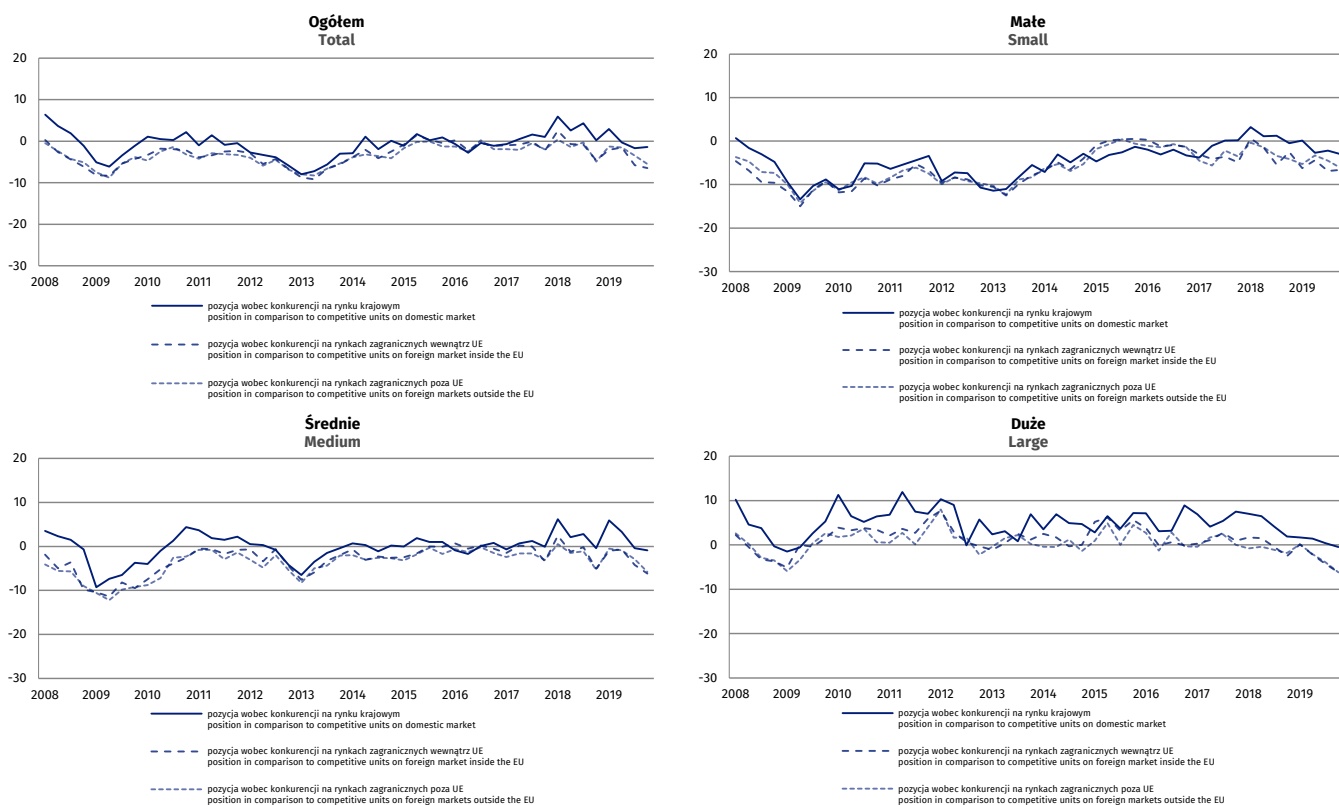 Ogółem
Total
20
10
0
-10
-20
-30
2008 2009 2010 2011 2012 2013 2014 2015 2016 2017 2018 2019
pozycja wobec konkurencji na rynku krajowym
position in comparison to competitive units on domestic market
pozycja wobec konkurencji na rynkach zagranicznych wewnątrz UE
position in comparison to competitive units on foreign market inside the EU
pozycja wobec konkurencji na rynkach zagranicznych poza UE
position in comparison to competitive units on foreign markets outside the EU
Małe
Small
20
10
0
-10
-20
-30
2008 2009 2010 2011 2012 2013 2014 2015 2016 2017 2018 2019
pozycja wobec konkurencji na rynku krajowym
position in comparison to competitive units on domestic market
pozycja wobec konkurencji na rynkach zagranicznych wewnątrz UE
position in comparison to competitive units on foreign market inside the EU
pozycja wobec konkurencji na rynkach zagranicznych poza UE
position in comparison to competitive units on foreign markets outside the EU
Średnie
Medium
20
10
0
-10
-20
-30
2008 2009 2010 2011 2012 2013 2014 2015 2016 2017 2018 2019
pozycja wobec konkurencji na rynku krajowym
position in comparison to competitive units on domestic market
pozycja wobec konkurencji na rynkach zagranicznych wewnątrz UE
position in comparison to competitive units on foreign market inside the EU
pozycja wobec konkurencji na rynkach zagranicznych poza UE
position in comparison to competitive units on foreign markets outside the EU
Duże
Large
20
10
0
-10
-20
-30
2008 2009 2010 2011 2012 2013 2014 2015 2016 2017 2018 2019
pozycja wobec konkurencji na rynku krajowym
position in comparison to competitive units on domestic market
pozycja wobec konkurencji na rynkach zagranicznych wewnątrz UE
position in comparison to competitive units on foreign market inside the EU
pozycja wobec konkurencji na rynkach zagranicznych poza UE
position in comparison to competitive units on foreign markets outside the EU